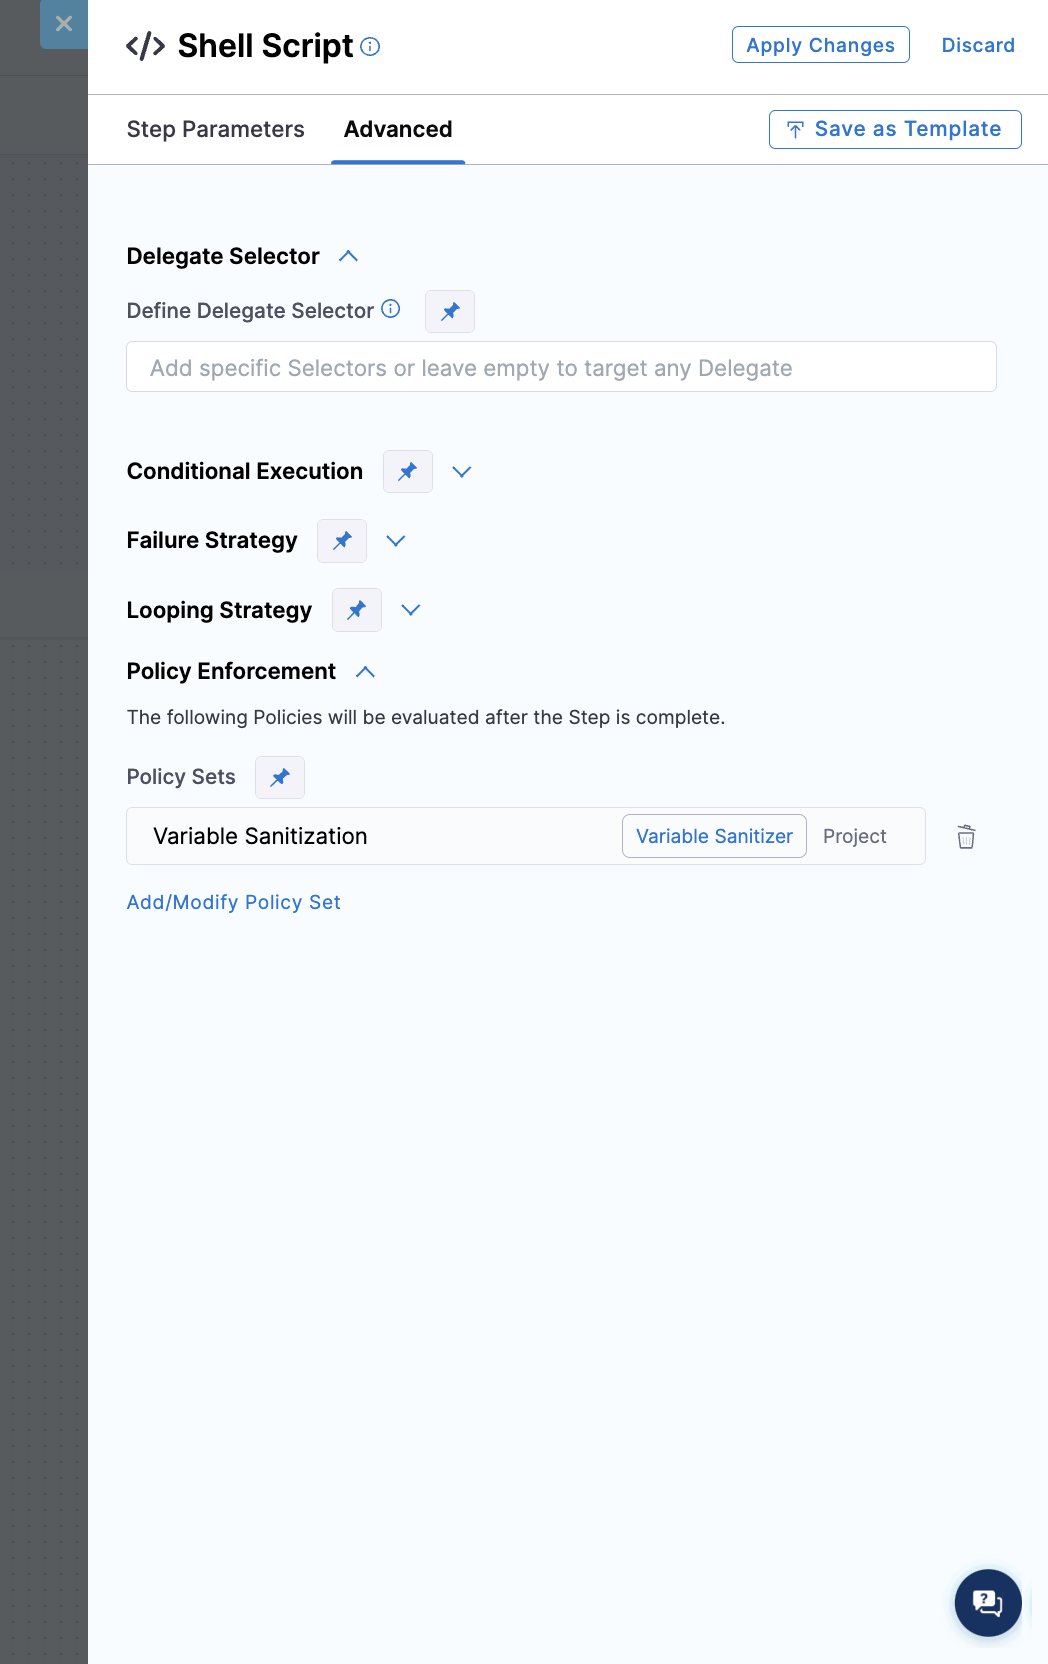 Shell Script
Apply Changes
Discard
Step Parameters
Advanced
Save as Template
Delegate Selector
Define Delegate Selector
Add specific Selectors or leave empty to target any Delegate
Conditional Execution
Failure Strategy
Looping Strategy
Policy Enforcement
The following Policies will be evaluated after the Step is complete.
Policy Sets
Variable Sanitization
Variable Sanitizer
Project
Add/Modify Policy Set